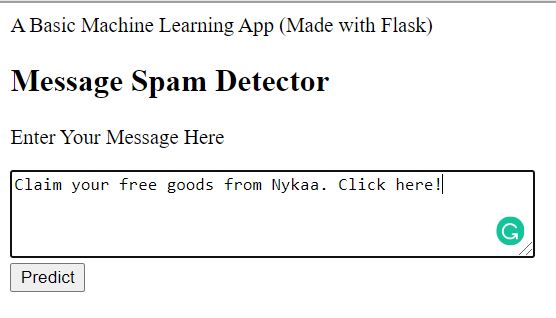 A Basic Machine Learning App (Made with Flask)
Message Spam Detector
Enter Your Message Here
Claim your free goods from Nykaa. Click here!
Predict